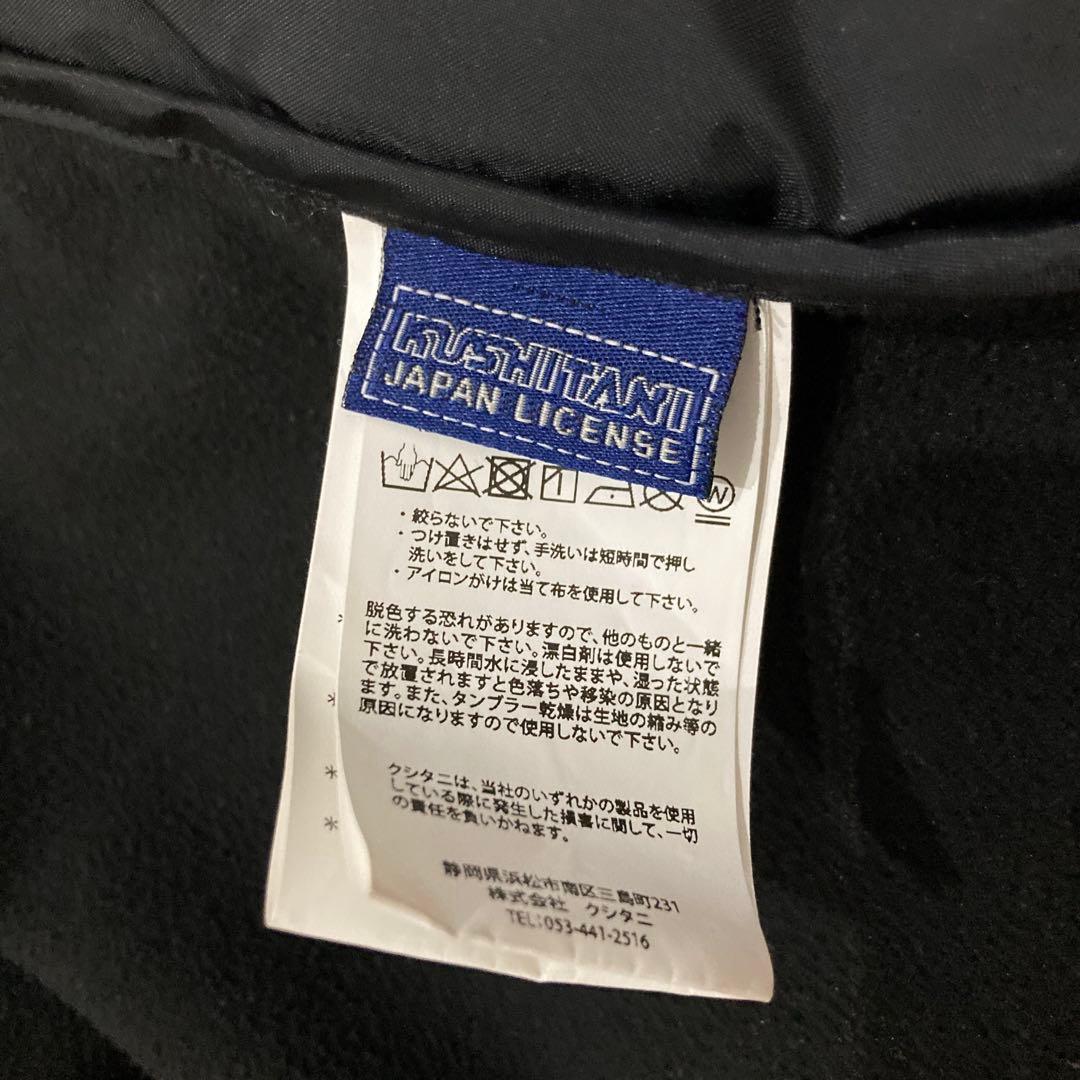 KUSHITANI
JAPAN LICENSE
W
・絞らないで下さい。
・つけ置きはせず、手洗いは短時間で押し
洗いをして下さい。
・アイロンがけは当て布を使用して下さい。
脱色する恐れがありますので、他のものと一緒
に洗わないで下さい。漂白剤は使用しないで
下さい。長時間水に浸したままや、湿った状態
で放置されますと色落ちや移染の原因となり
ます。また、タンブラー乾燥は生地の縮み等の
原因になりますので使用しないで下さい。
クシタニは、当社のいずれかの製品を使用
している際に発生した損害に関して、一切
の責任を負いかねます。
静岡県浜松市南区三島町231
株式会社 クシタニ
TEL:053-441-2516
*
*
*
*